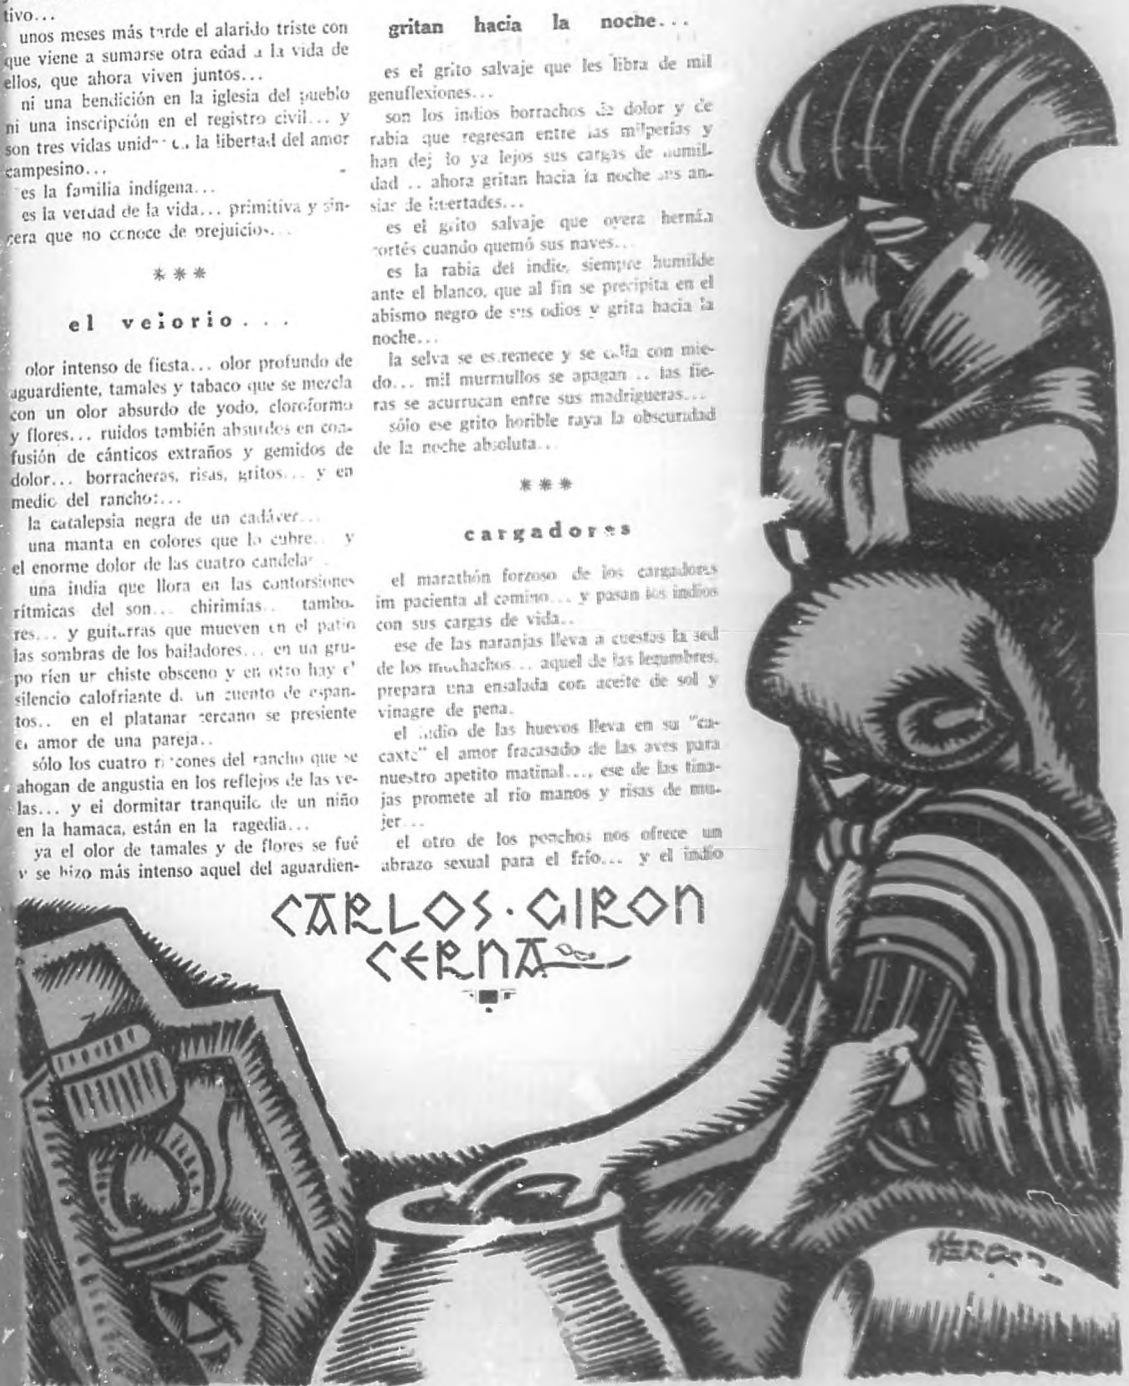 tivo...
unos meses más tarde el alarido triste con
que viene a sumarse otra edad a la vida de
ellos, que ahora viven juntos...
ni una bendición en la iglesia del pueblo
ni una inscripción en el registro civil... y
son tres vidas la libertad del amor
campesino...
es la familia indígena...
es la verdad de la vida... primitiva y sin-
cera que no conoce de prejuicios...
***
el velorio...
olor intenso de fiesta... olor profundo de
aguardiente, tamales y tabaco que se mezcla
con un olor absurdo de yodo, cloroformo
y flores... ruidos también absurdos en con-
fusión de cánticos extraños y gemidos de
dolor... borracheras, risas, gritos... y en
medio del rancho:...
la catalepsia negra de un cadáver...
una manta en colores que lo cubre... y
el enorme dolor de las cuatro candelas
una india que llora en las contorsiones
rítmicas del son... chirimías... tambo-
res... y guitarras que mueven en el patio
las sombras de los bailadores... en un gru-
po ríen un chiste obsceno y en otro hay el
silencio calofriante de un cuento de espan-
tos.. en el platanar cercano se presiente
el amor de una pareja..
sólo los cuatro rincones del rancho que se
ahogan de angustia en los reflejos de las ve-
las... y el dormitar tranquilo de un niño
en la hamaca, están en la tragedia...
ya el olor de tamales y de flores se fué
y se hizo más intenso aquel del aguardien-
gritan hacia la noche...
es el grito salvaje que les libra de mil
genuflexiones...
son los indios borrachos de dolor y de
rabia que regresan entre las milperías y
han dejado ya lejos sus cargas de humil-
dad .. ahora gritan hacia la noche sus an-
sias de libertades...
es el grito salvaje que oyera hernán
cortés cuando quemó sus naves...
es la rabia del indio, siempre humilde
ante el blanco, que al fin se precipita en el
abismo negro de sus odios y grita hacia la
noche...
la selva se estremece y se calla con mie-
do... mil murmullos se apagan... las fie-
ras se acurrucan entre sus madrigueras...
sólo ese grito horrible raya la obscuridad
de la noche absoluta...
***
cargadores
el marathón forzoso de los cargadores
im pacienta al camino... y pasan los indios
con sus cargas de vida..
ese de las naranjas lleva a cuestas la sed
de los muchachos... aquel de las legumbres,
prepara una ensalada con aceite de sol y
vinagre de pena.
el indio de los huevos lleva en su "ca-
caxte" el amor fracasado de las aves para
nuestro apetito matinal..., ese de las tina-
jas promete al río manos y risas de mu-
jer...
el otro de los ponchos nos ofrece un
abrazo sexual para el frío... y el indio
CARLOS · GIRON
CERNA